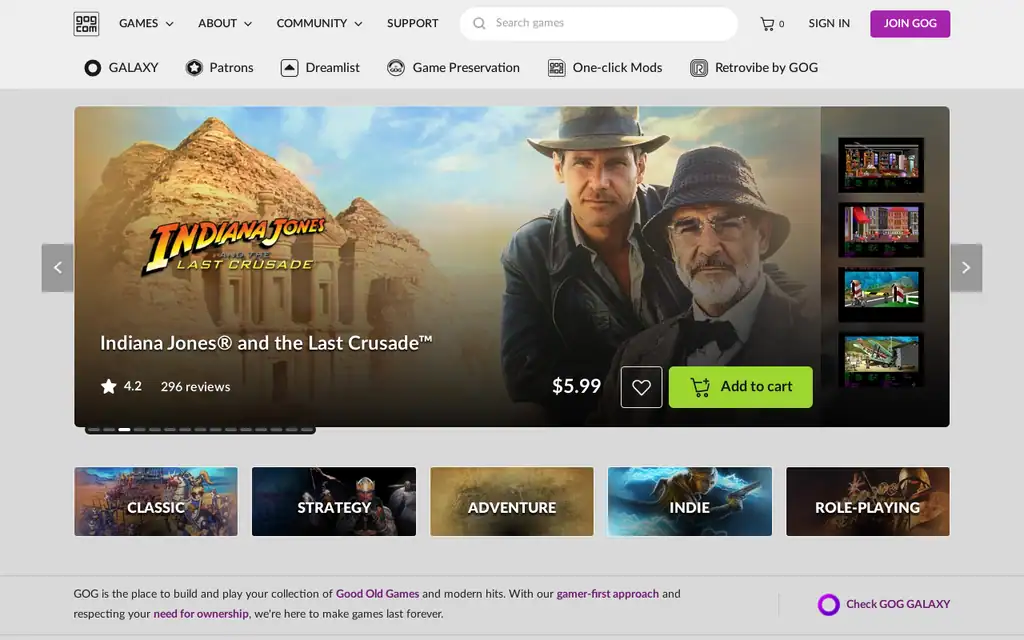 gog
com
GAMES
ABOUT
COMMUNITY
SUPPORT
Search games
0
SIGN IN
JOIN GOG
GALAXY
Patrons
Dreamlist
Game Preservation
One-click Mods
Retrovibe by GOG
INDIANA JONES
AND THE
LAST CRUSADE
Indiana Jones® and the Last Crusade™
4.2
296 reviews
$5.99
Add to cart
CLASSIC
STRATEGY
ADVENTURE
INDIE
ROLE-PLAYING
GOG is the place to build and play your collection of Good Old Games and modern hits. With our gamer-first approach and
respecting your need for ownership, we're here to make games last forever.
Check GOG GALAXY